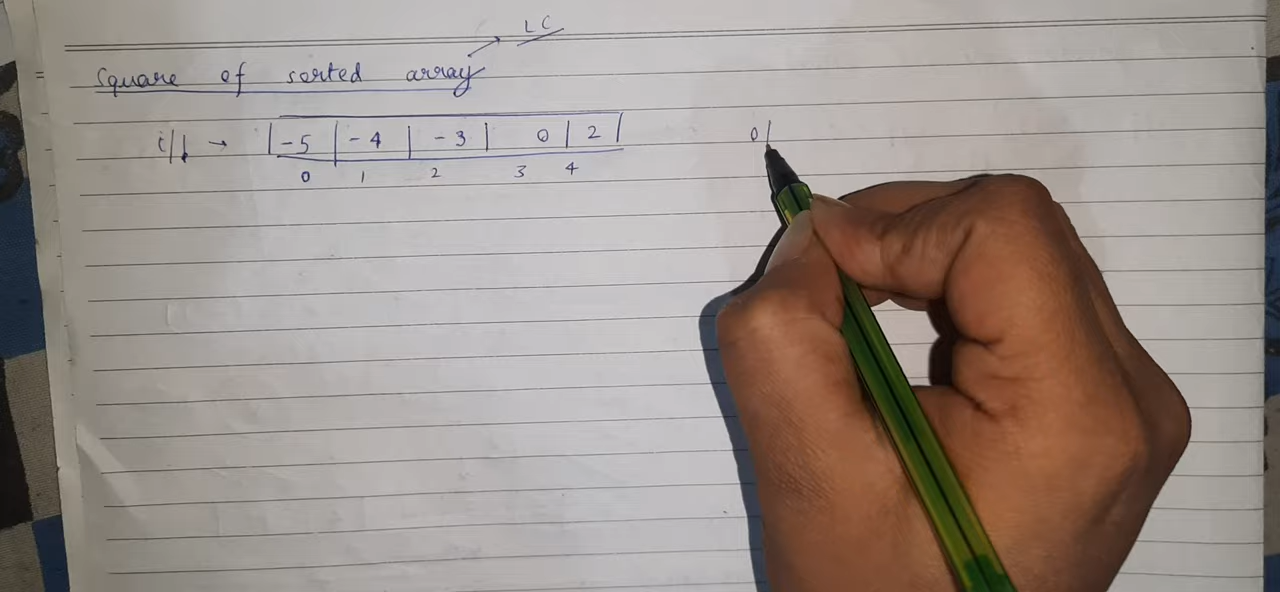 LC
Square of sorted array
i/p → | -5 | -4 | -3 | 0 | 2 | o/
0 1 2 3 4